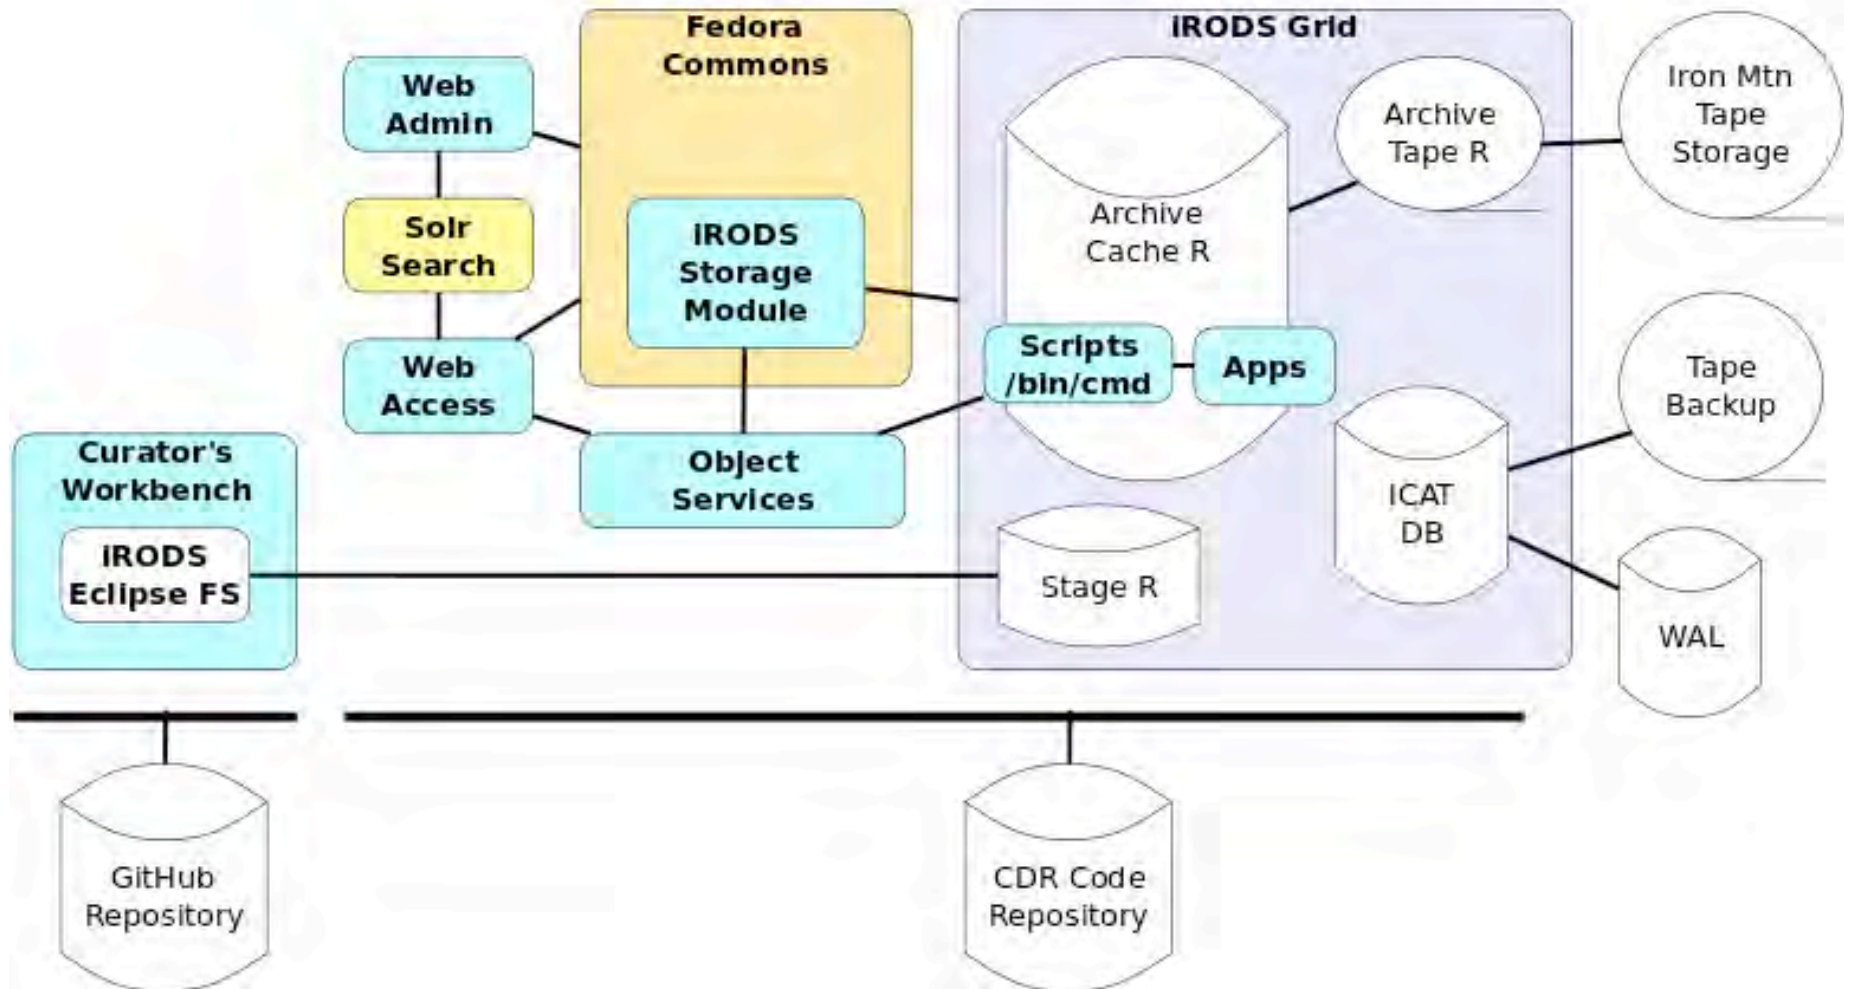 Fedora
Commons
iRODS Grid
Web
Admin
Iron Mtn
Tape
Storage
Archive
Tape R
Solr
Search
iRODS
Storage
Module
Archive
Cache R
Web
Access
Scripts
/bin/cmd
Apps
Tape
Backup
Curator's
Workbench
Object
Services
ICAT
DB
iRODS
Eclipse FS
Stage R
WAL
GitHub
Repository
CDR Code
Repository